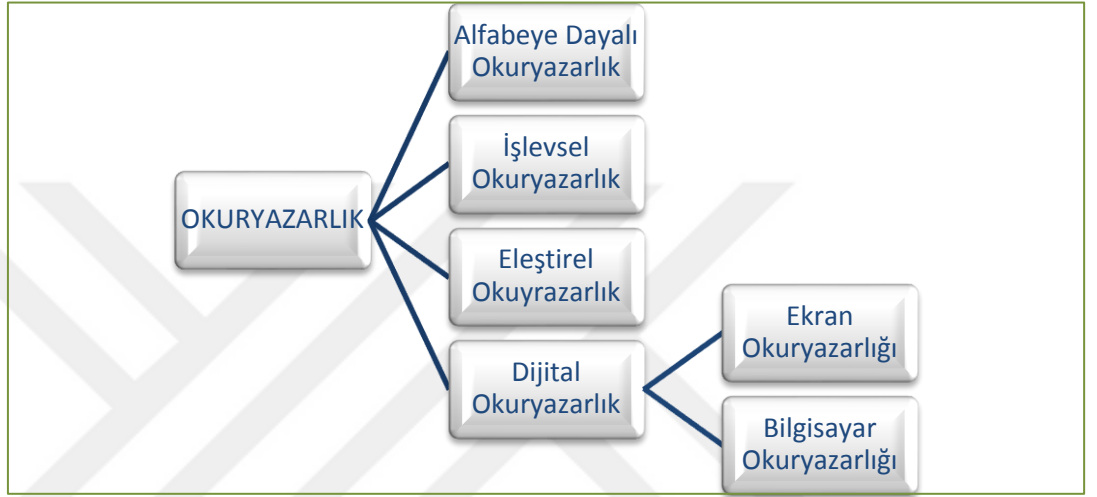 Alfabeye Dayalı
Okuryazarlık
İşlevsel
Okuryazarlık
OKURYAZARLIK
Eleştirel
Okuyrazarlık
Dijital
Okuryazarlık
Ekran
Okuryazarlığı
Bilgisayar
Okuryazarlığı